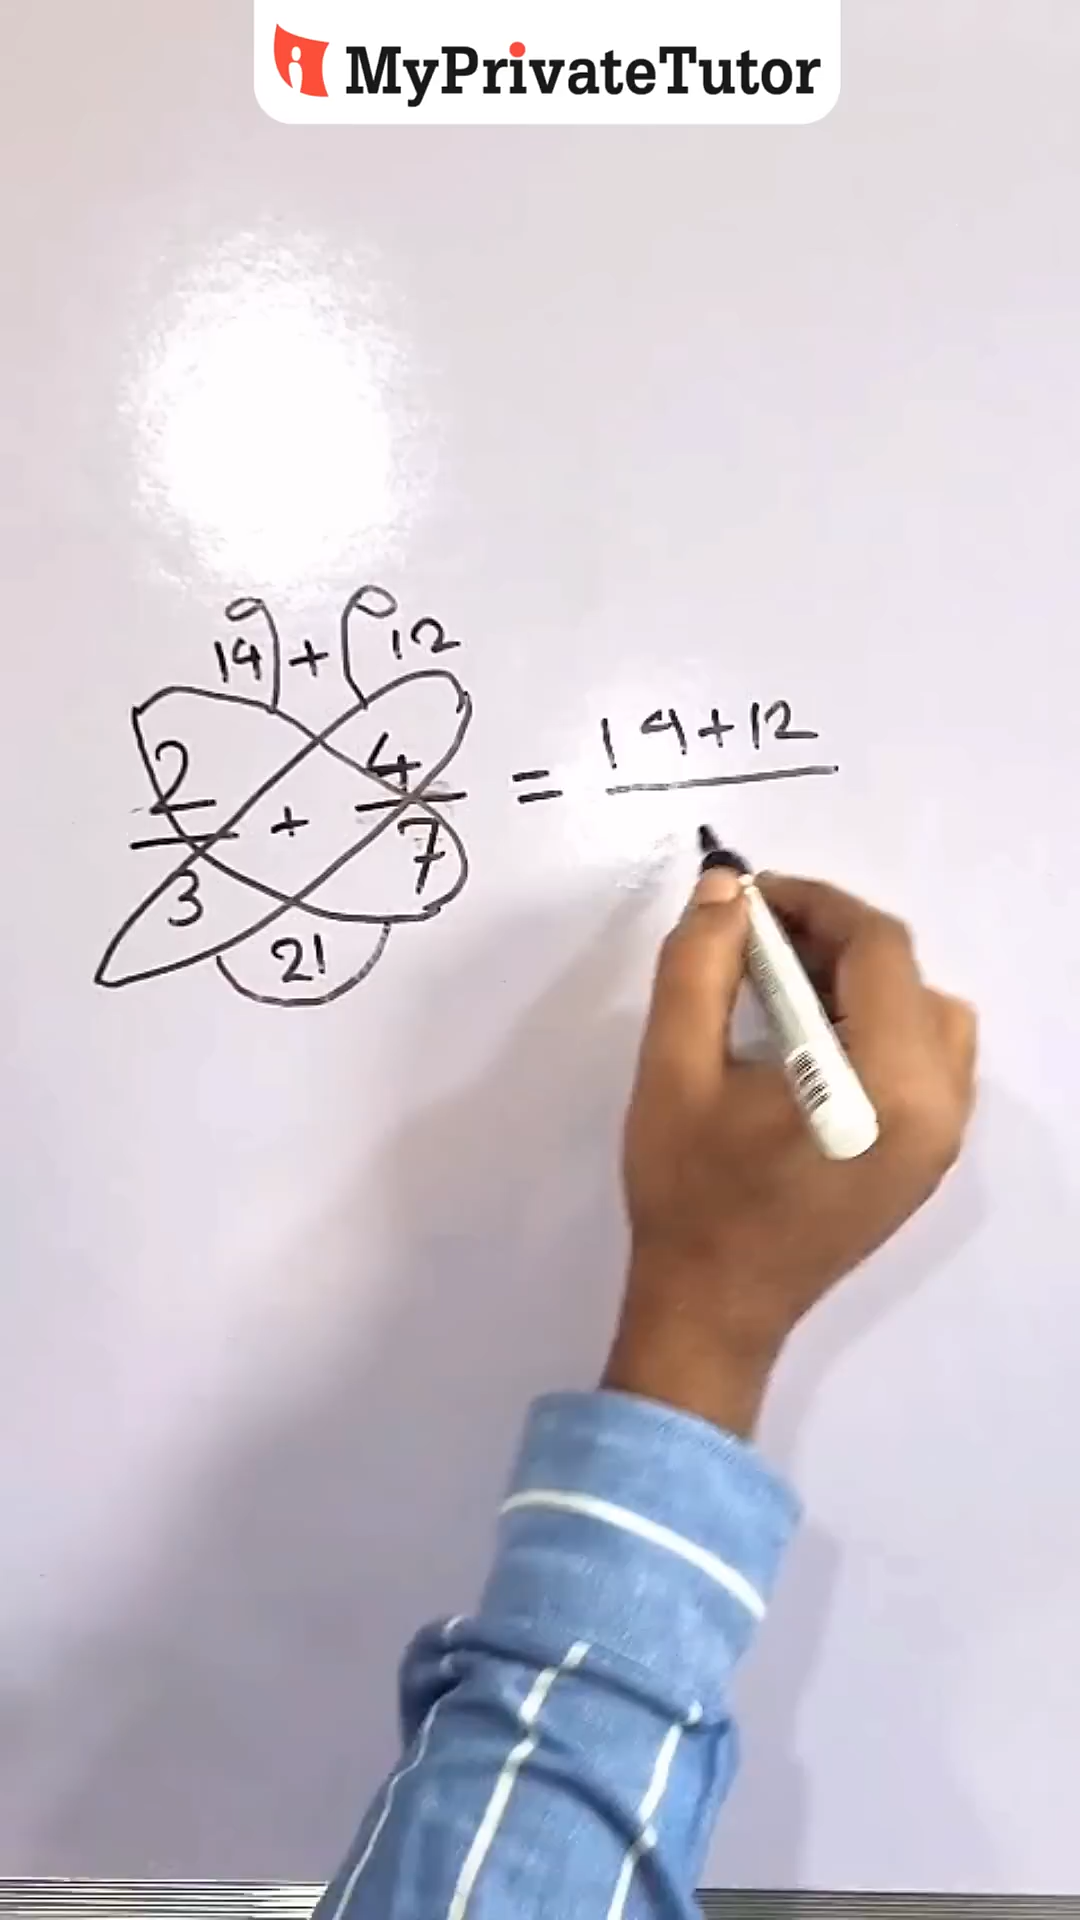 MyPrivateTutor
14 + 12
2/3 + 4/7 = 14+12/
21